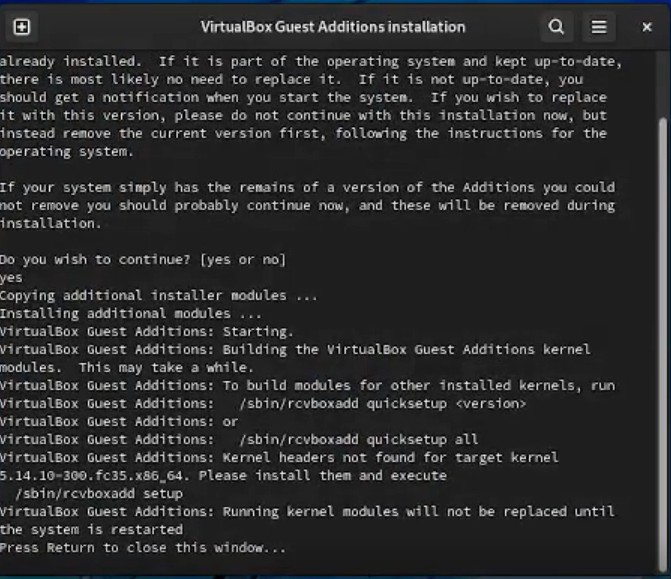 VirtualBox Guest Additions installation
already installed.  If it is part of the operating system and kept up-to-date,
there is most likely no need to replace it.  If it is not up-to-date, you
should get a notification when you start the system.  If you wish to replace
it with this version, please do not continue with this installation now, but
instead remove the current version first, following the instructions for the
operating system.
If your system simply has the remains of a version of the Additions you could
not remove you should probably continue now, and these will be removed during
installation.
Do you wish to continue? [yes or no]
yes
Copying additional installer modules ...
Installing additional modules ...
VirtualBox Guest Additions: Starting.
VirtualBox Guest Additions: Building the VirtualBox Guest Additions kernel
modules.  This may take a while.
VirtualBox Guest Additions: To build modules for other installed kernels, run
VirtualBox Guest Additions:   /sbin/rcvboxadd quicksetup <version>
VirtualBox Guest Additions: or
VirtualBox Guest Additions:   /sbin/rcvboxadd quicksetup all
VirtualBox Guest Additions: Kernel headers not found for target kernel
5.14.10-300.fc35.x86_64. Please install them and execute
  /sbin/rcvboxadd setup
VirtualBox Guest Additions: Running kernel modules will not be replaced until
the system is restarted
Press Return to close this window...